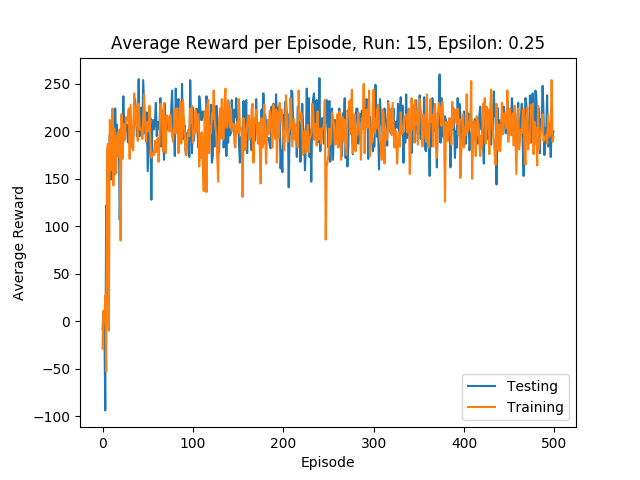 Average Reward per Episode, Run: 15, Epsilon: 0.25
Average Reward
250
200
150
100
50
0
−50
−100
0
100
200
300
400
500
Episode
Testing
Training